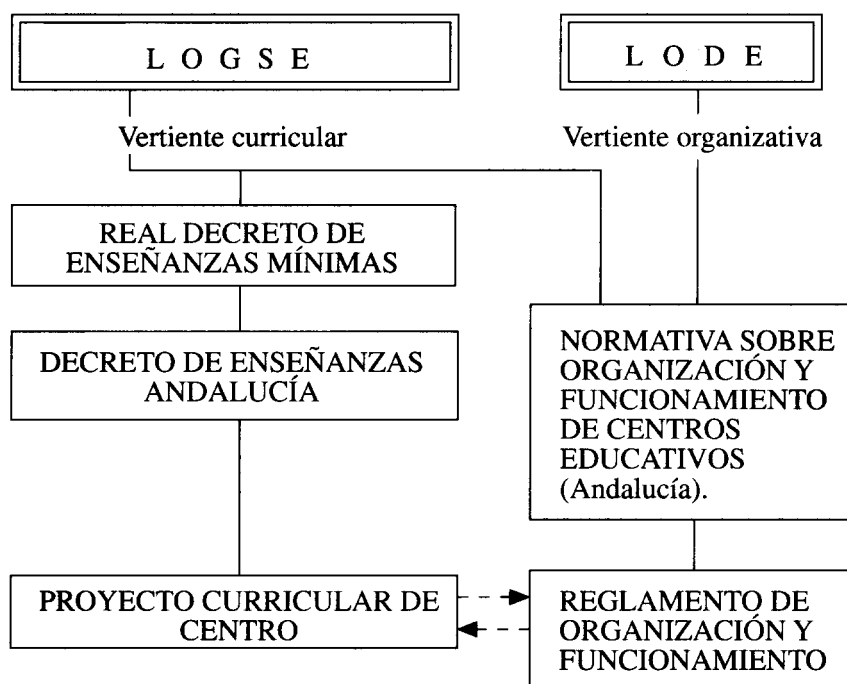 L O G S E
L O D E
Vertiente curricular
Vertiente organizativa
REAL DECRETO DE
ENSEÑANZAS MÍNIMAS
DECRETO DE ENSEÑANZAS
ANDALUCÍA
NORMATIVA SOBRE
ORGANIZACIÓN Y
FUNCIONAMIENTO
DE CENTROS
EDUCATIVOS
(Andalucía).
PROYECTO CURRICULAR DE
CENTRO
REGLAMENTO DE
ORGANIZACIÓN Y
FUNCIONAMIENTO